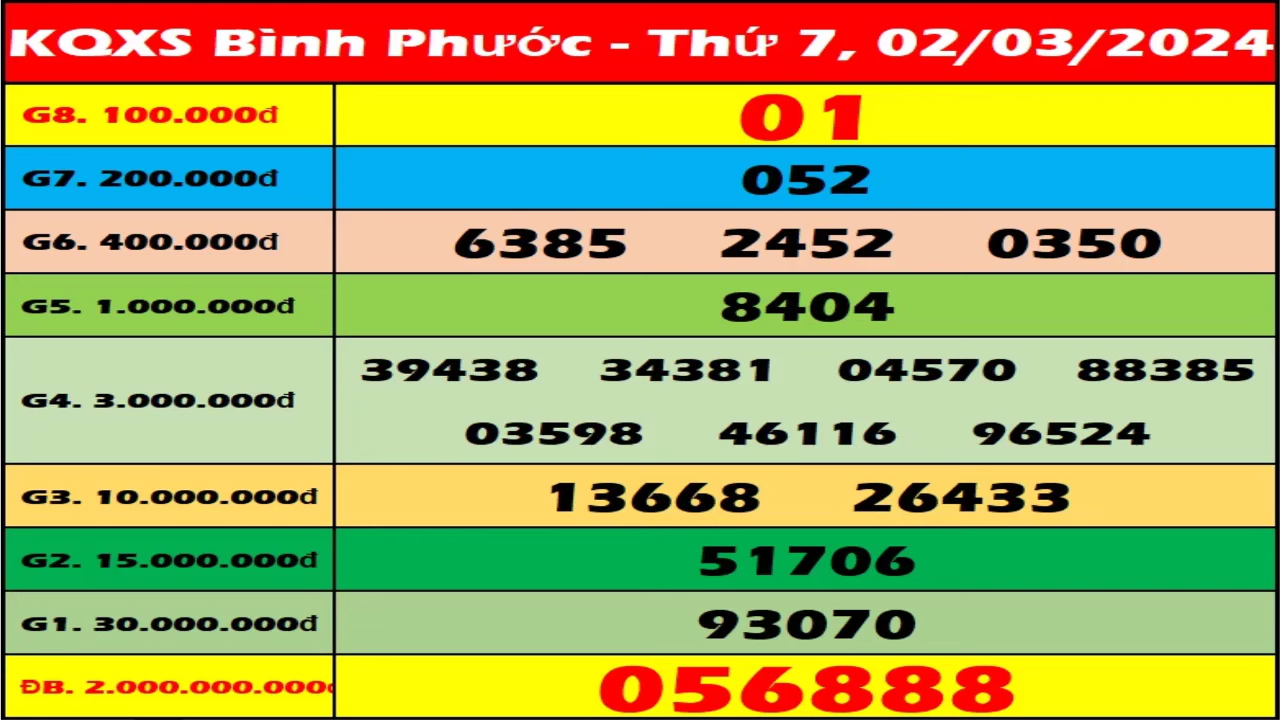 KQXS Bình Phước - Thứ 7, 02/03/2024
G8. 100.000đ 01
G7. 200.000đ 052
G6. 400.000đ 6385 2452 0350
G5. 1.000.000đ 8404
G4. 3.000.000đ
39438 34381 04570 88385
03598 46116 96524
G3. 10.000.000đ 13668 26433
G2. 15.000.000đ 51706
G1. 30.000.000đ 93070
ĐB. 2.000.000.000đ 056888